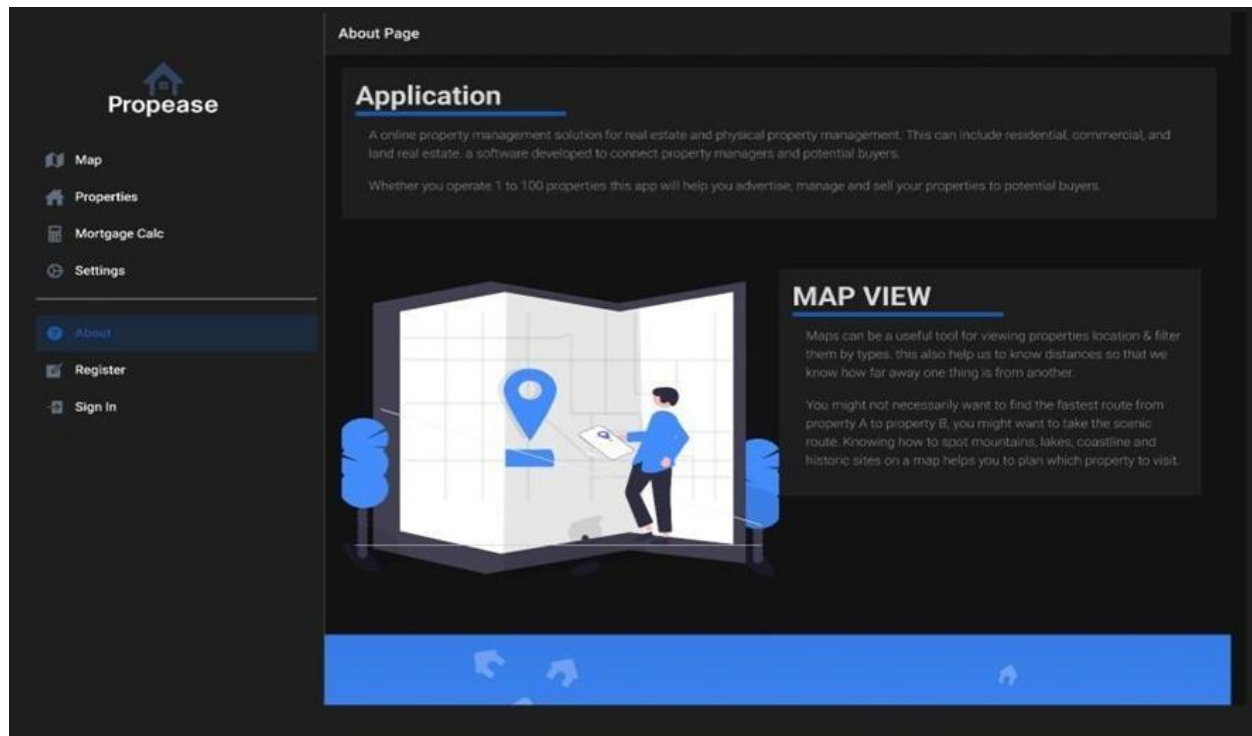 Propease
Map
Properties
Mortgage Calc
Settings
About
Register
Sign In
About Page
Application
A online property management solution for real estate and physical property management. This can include residential, commercial, and
land real estate. a software developed to connect property managers and potential buyers.
Whether you operate 1 to 100 properties this app will help you advertise, manage and sell your properties to potential buyers.
MAP VIEW
Maps can be a useful tool for viewing properties location & filter
them by types. this also help us to know distances so that we
know how far away one thing is from another.
You might not necessarily want to find the fastest route from
property A to property B, you might want to take the scenic
route. Knowing how to spot mountains, lakes, coastline and
historic sites on a map helps you to plan which property to visit.